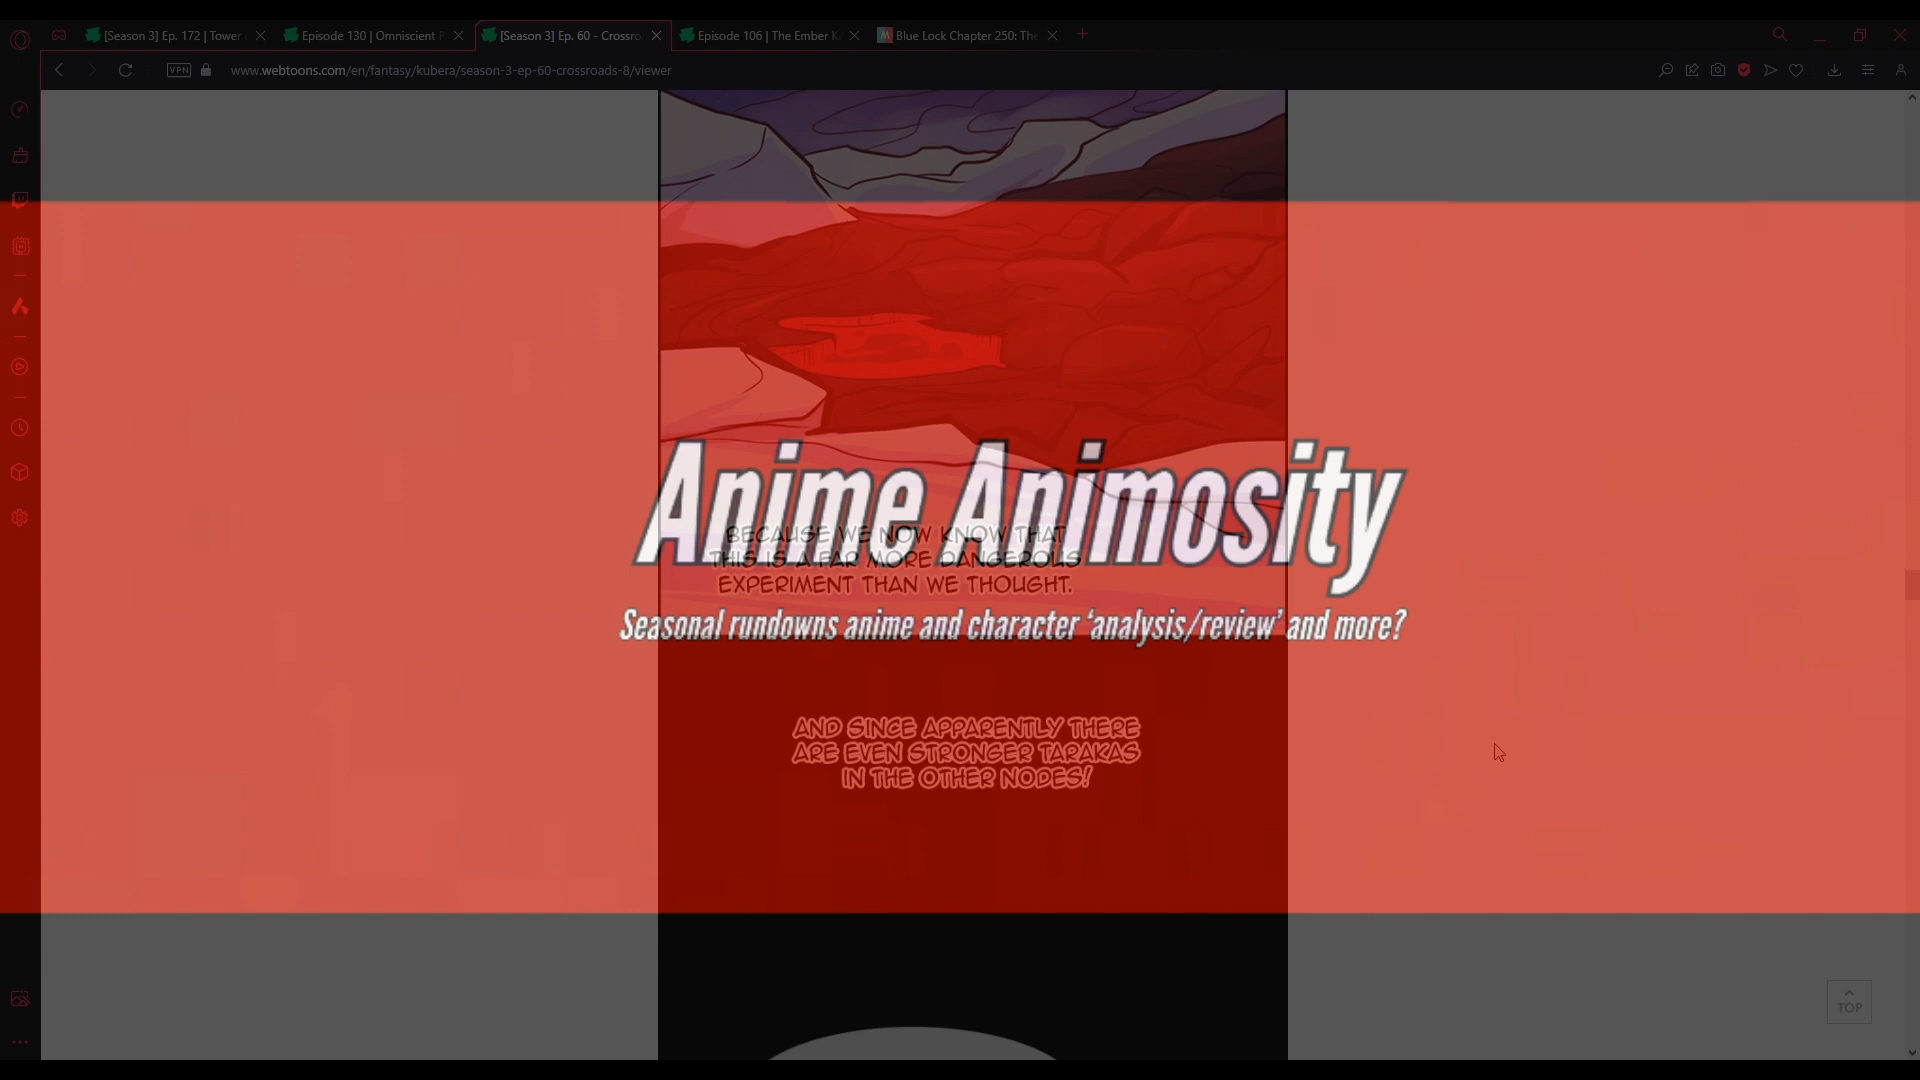 [Season 3] Ep. 172 | Tower
Episode 130 | Omniscient R
[Season 3] Ep. 60 - Crossro
Episode 106 | The Ember K
Blue Lock Chapter 250: The
VPN
www.webtoons.com/en/fantasy/kubera/season-3-ep-60-crossroads-8/viewer
Anime Animosity
BECAUSE WE NOW KNOW THAT
THIS IS A FAR MORE DANGEROUS
EXPERIMENT THAN WE THOUGHT.
Seasonal rundowns anime and character 'analysis/review' and more?
AND SINCE APPARENTLY THERE
ARE EVEN STRONGER TARAKAS
IN THE OTHER NODES!
TOP